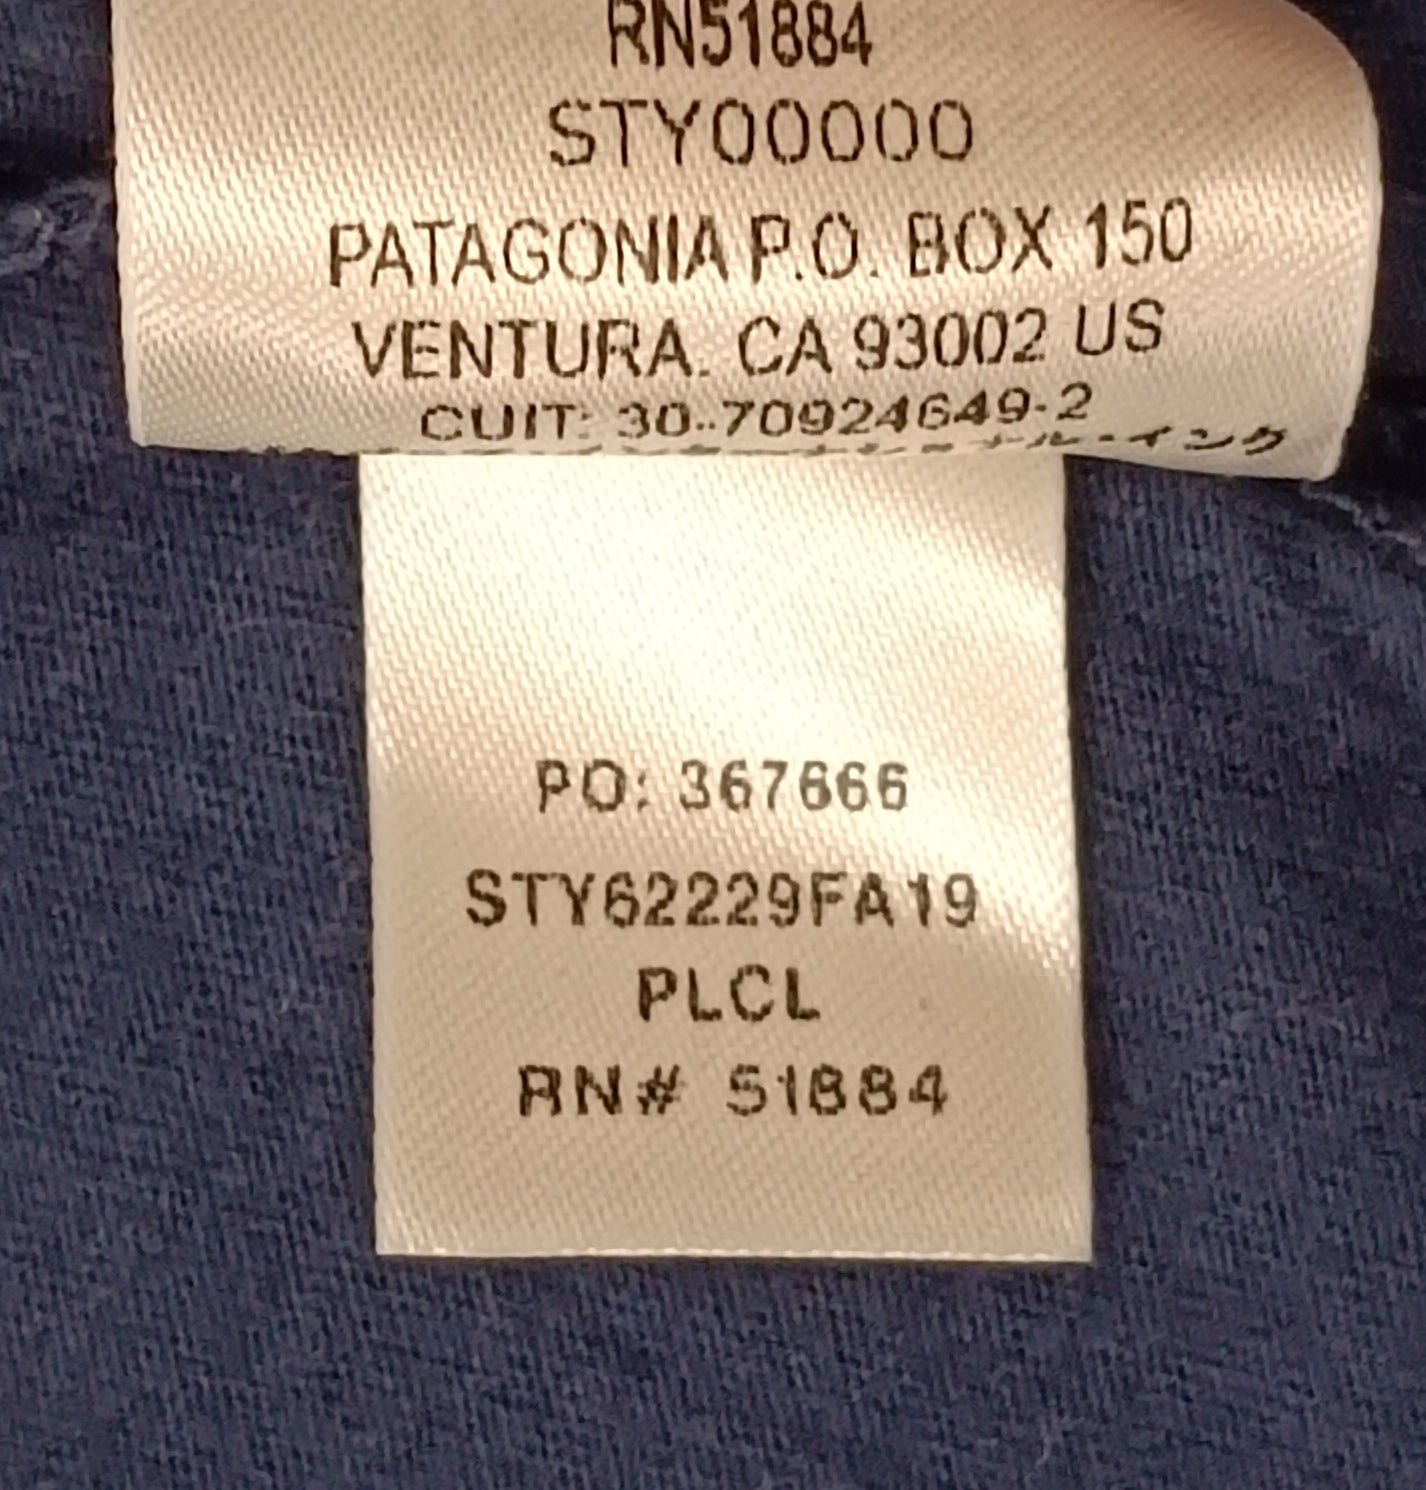 RN51884
STY00000
PATAGONIA P.O. BOX 150
VENTURA, CA 93002 US
CUIT: 30-70924649-2
PO: 367666
STY62229FA19
PLCL
RN# 51884